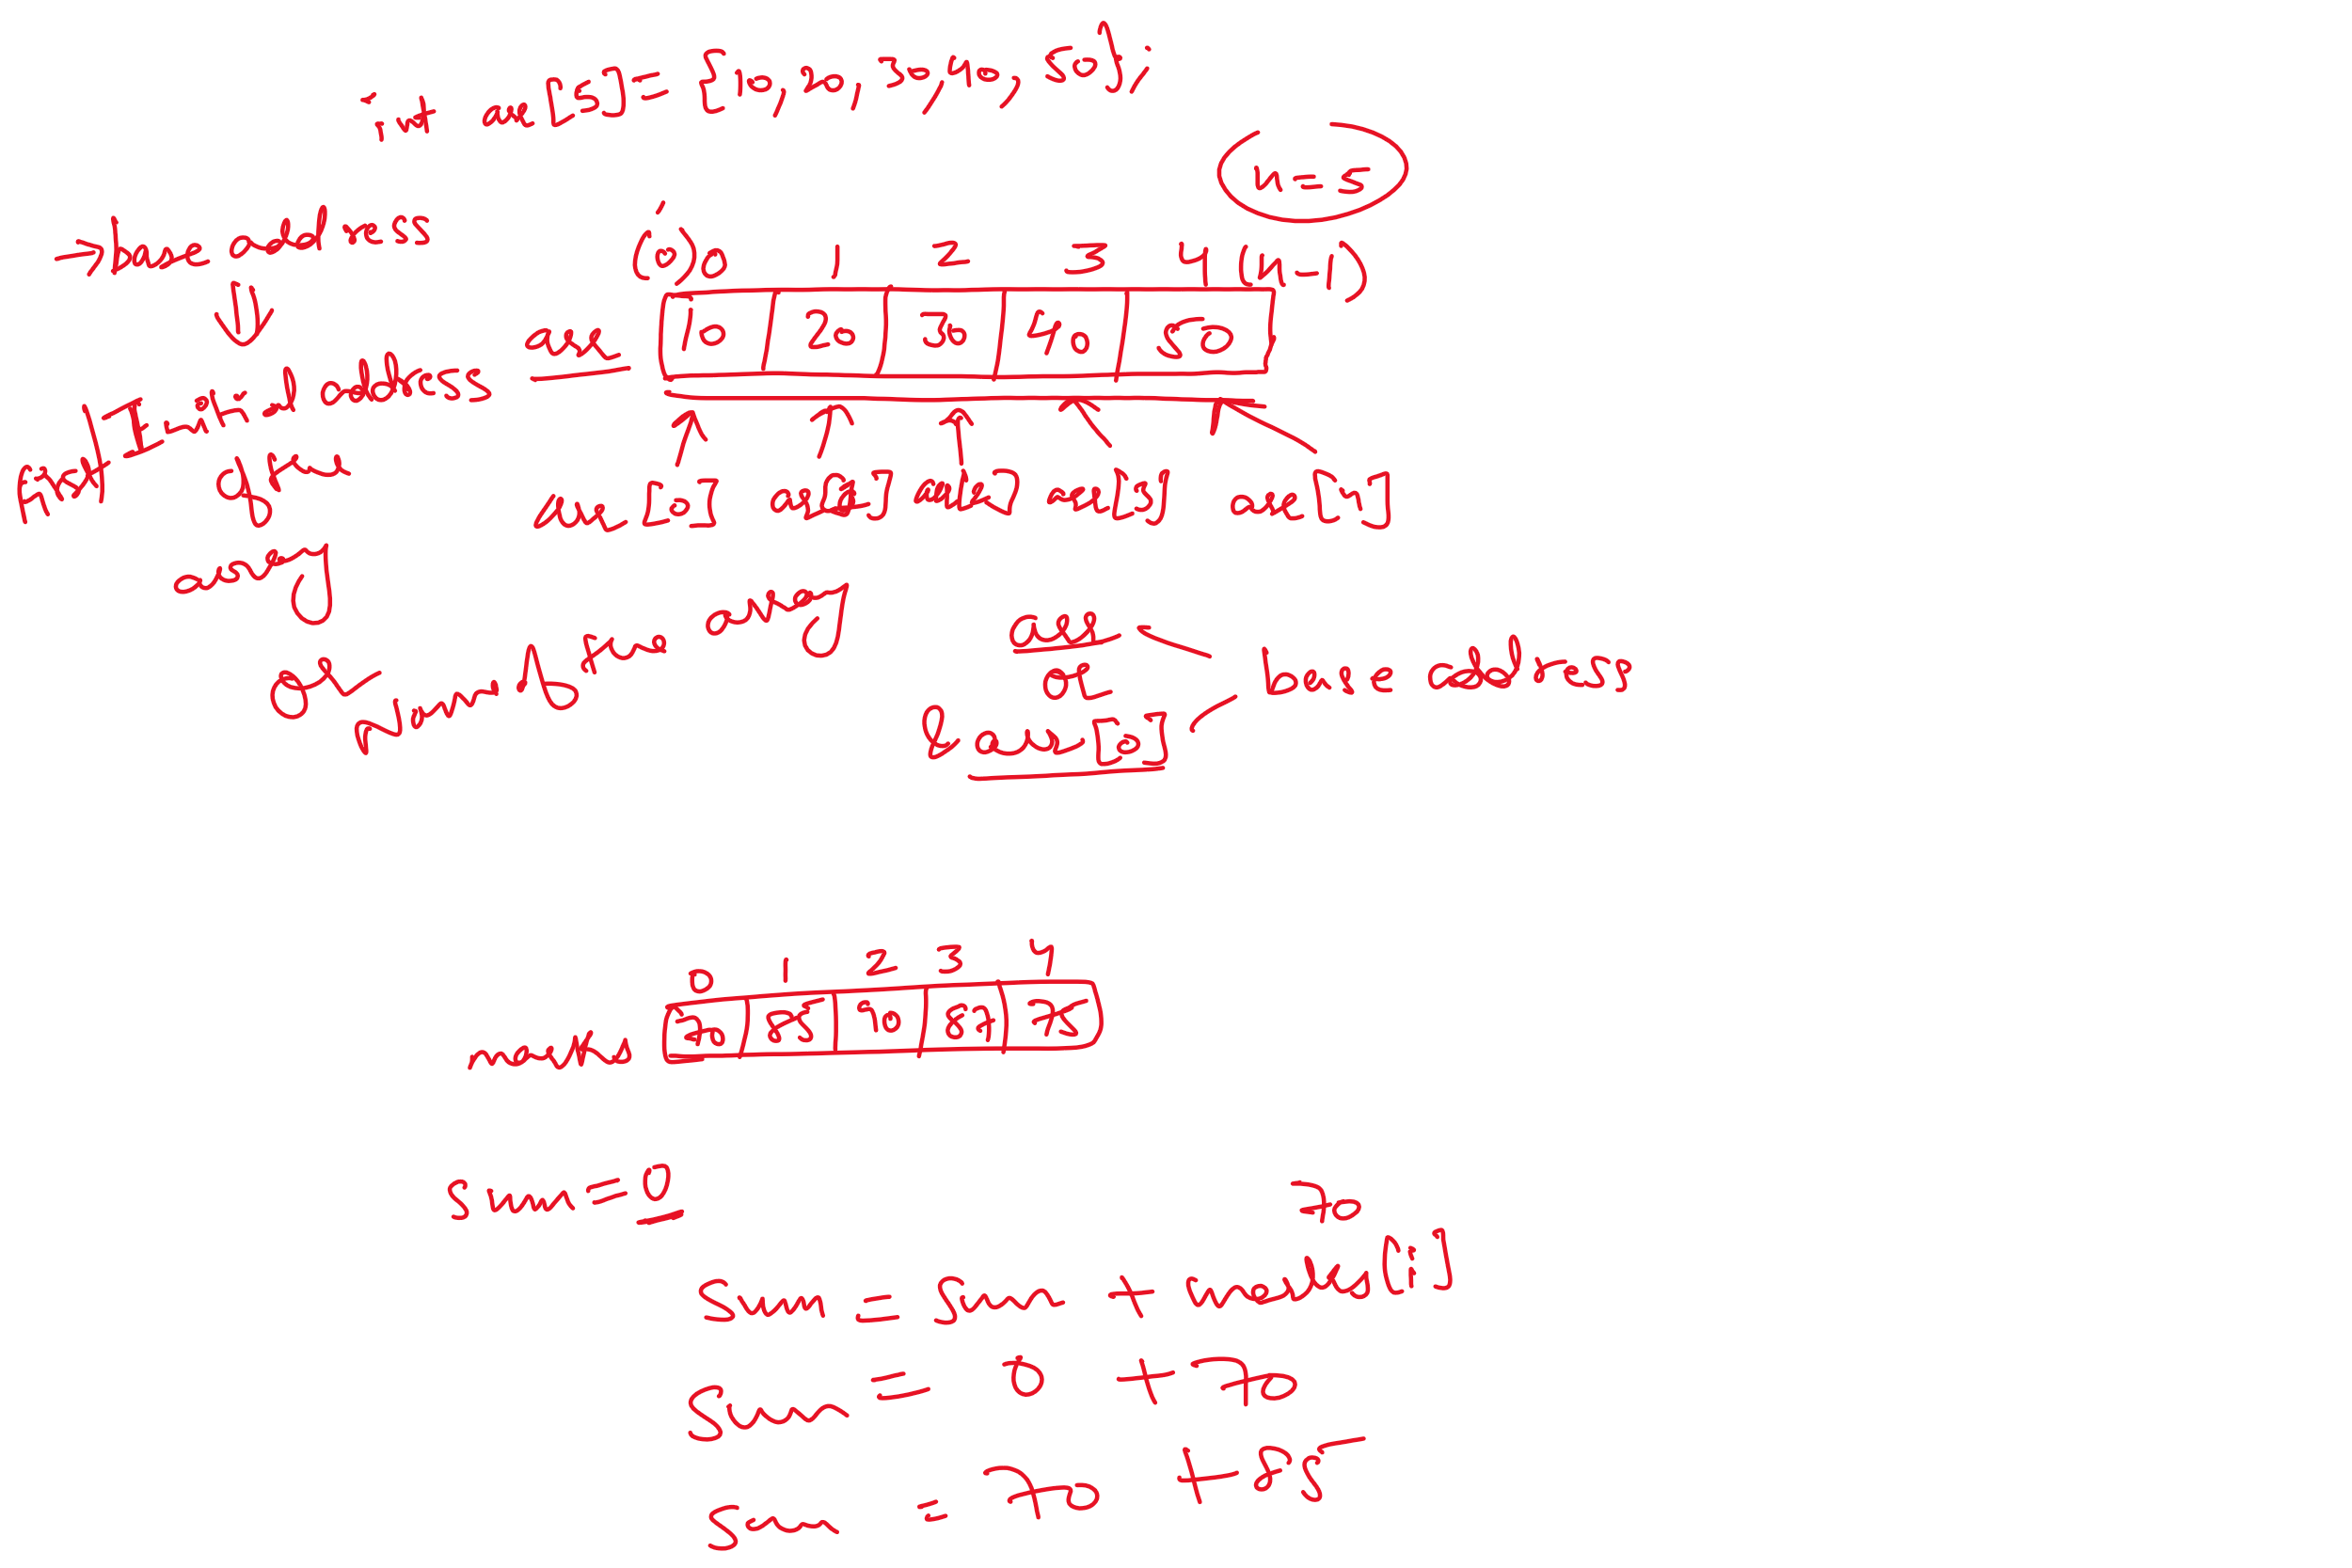 int arr[5]={10,20,30,40,50};
n=5
→base address
(i) 0 1 2 3 4(n-1)
arr 10 20 30 40 50
Initial address
of the
array
arr[0] arr[1] arr[2] arr[3] arr[4]
or
name of the array
arr
or
&arr[0]
base address
0 1 2 3 4
marks 70 85 90 84 75
sum=0
70
sum = sum + marks[i]
sum = 0 + 70
sum = 70 + 85